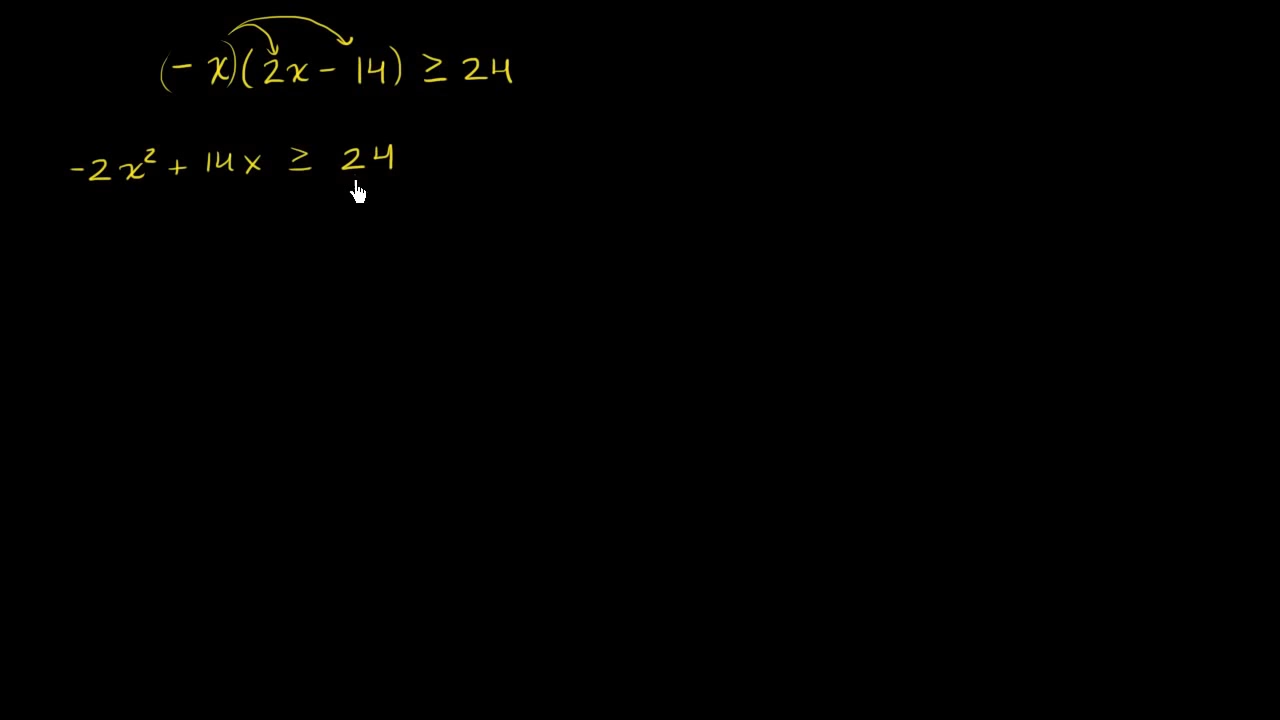 (-x)(2x-14) ≥ 24
-2x² + 14x ≥ 24